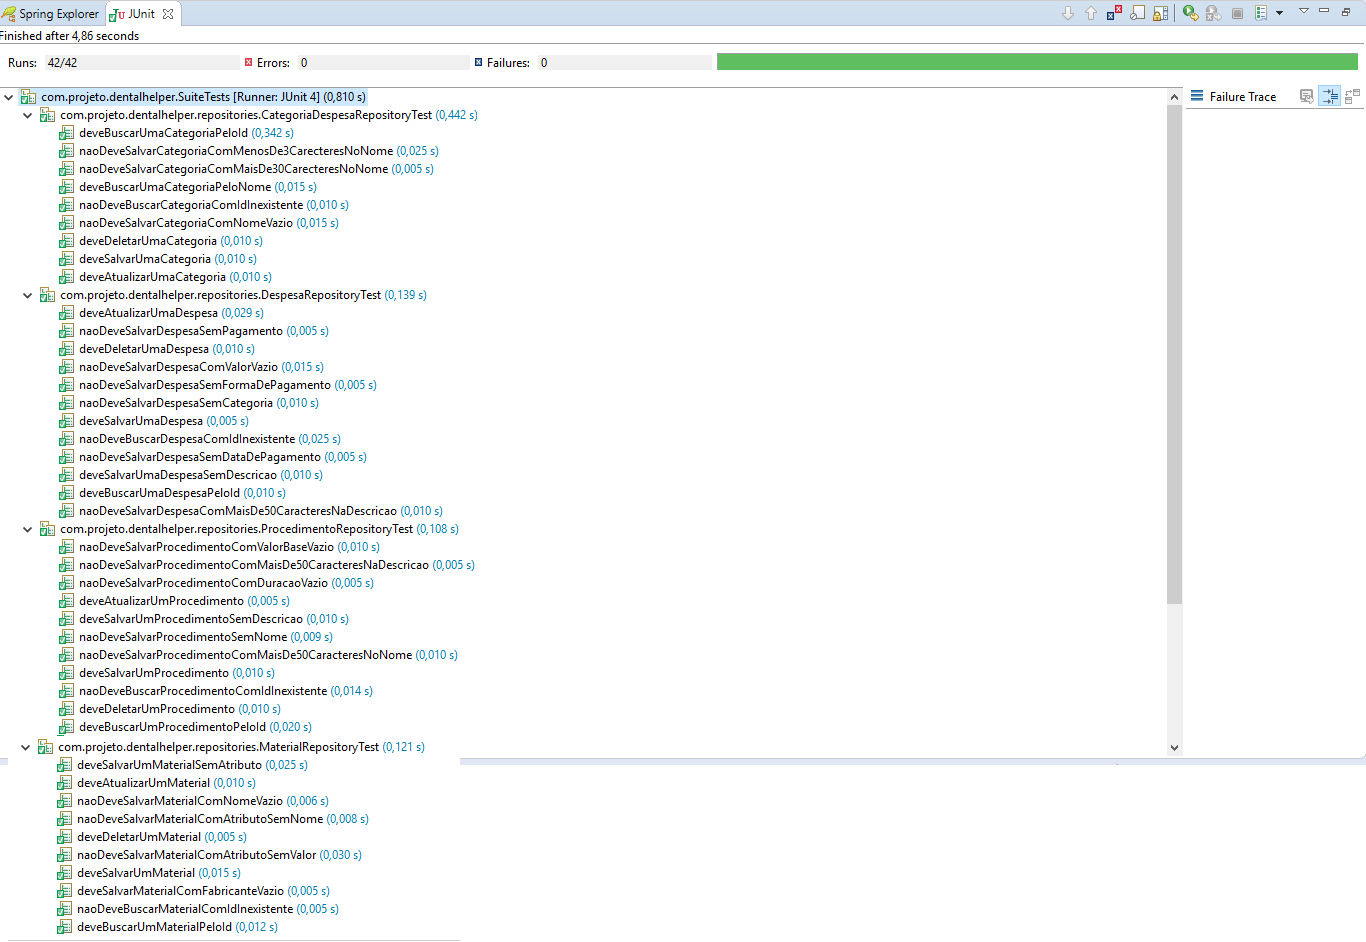 Spring Explorer JUnit
Finished after 4,86 seconds
Runs: 42/42 Errors: 0 Failures: 0
com.projeto.dentalhelper.SuiteTests [Runner: JUnit 4] (0,810 s) Failure Trace
com.projeto.dentalhelper.repositories.CategoriaDespesaRepositoryTest (0,442 s)
deveBuscarUmaCategoriaPeloId (0,342 s)
naoDeveSalvarCategoriaComMenosDe3CarecteresNoNome (0,025 s)
naoDeveSalvarCategoriaComMaisDe30CarecteresNoNome (0,005 s)
deveBuscarUmaCategoriaPeloNome (0,015 s)
naoDeveBuscarCategoriaComIdInexistente (0,010 s)
naoDeveSalvarCategoriaComNomeVazio (0,015 s)
deveDeletarUmaCategoria (0,010 s)
deveSalvarUmaCategoria (0,010 s)
deveAtualizarUmaCategoria (0,010 s)
com.projeto.dentalhelper.repositories.DespesaRepositoryTest (0,139 s)
deveAtualizarUmaDespesa (0,029 s)
naoDeveSalvarDespesaSemPagamento (0,005 s)
deveDeletarUmaDespesa (0,010 s)
naoDeveSalvarDespesaComValorVazio (0,015 s)
naoDeveSalvarDespesaSemFormaDePagamento (0,005 s)
naoDeveSalvarDespesaSemCategoria (0,010 s)
deveSalvarUmaDespesa (0,005 s)
naoDeveBuscarDespesaComIdInexistente (0,025 s)
naoDeveSalvarDespesaSemDataDePagamento (0,005 s)
deveSalvarUmaDespesaSemDescricao (0,010 s)
deveBuscarUmaDespesaPeloId (0,010 s)
naoDeveSalvarDespesaComMaisDe50CaracteresNaDescricao (0,010 s)
com.projeto.dentalhelper.repositories.ProcedimentoRepositoryTest (0,108 s)
naoDeveSalvarProcedimentoComValorBaseVazio (0,010 s)
naoDeveSalvarProcedimentoComMaisDe50CaracteresNaDescricao (0,005 s)
naoDeveSalvarProcedimentoComDuracaoVazio (0,005 s)
deveAtualizarUmProcedimento (0,005 s)
deveSalvarUmProcedimentoSemDescricao (0,010 s)
naoDeveSalvarProcedimentoSemNome (0,009 s)
naoDeveSalvarProcedimentoComMaisDe50CaracteresNoNome (0,010 s)
deveSalvarUmProcedimento (0,010 s)
naoDeveBuscarProcedimentoComIdInexistente (0,014 s)
deveDeletarUmProcedimento (0,010 s)
deveBuscarUmProcedimentoPeloId (0,020 s)
com.projeto.dentalhelper.repositories.MaterialRepositoryTest (0,121 s)
deveSalvarUmMaterialSemAtributo (0,025 s)
deveAtualizarUmMaterial (0,010 s)
naoDeveSalvarMaterialComNomeVazio (0,006 s)
naoDeveSalvarMaterialComAtributoSemNome (0,008 s)
deveDeletarUmMaterial (0,005 s)
naoDeveSalvarMaterialComAtributoSemValor (0,030 s)
deveSalvarUmMaterial (0,015 s)
deveSalvarMaterialComFabricanteVazio (0,005 s)
naoDeveBuscarMaterialComIdInexistente (0,005 s)
deveBuscarUmMaterialPeloId (0,012 s)